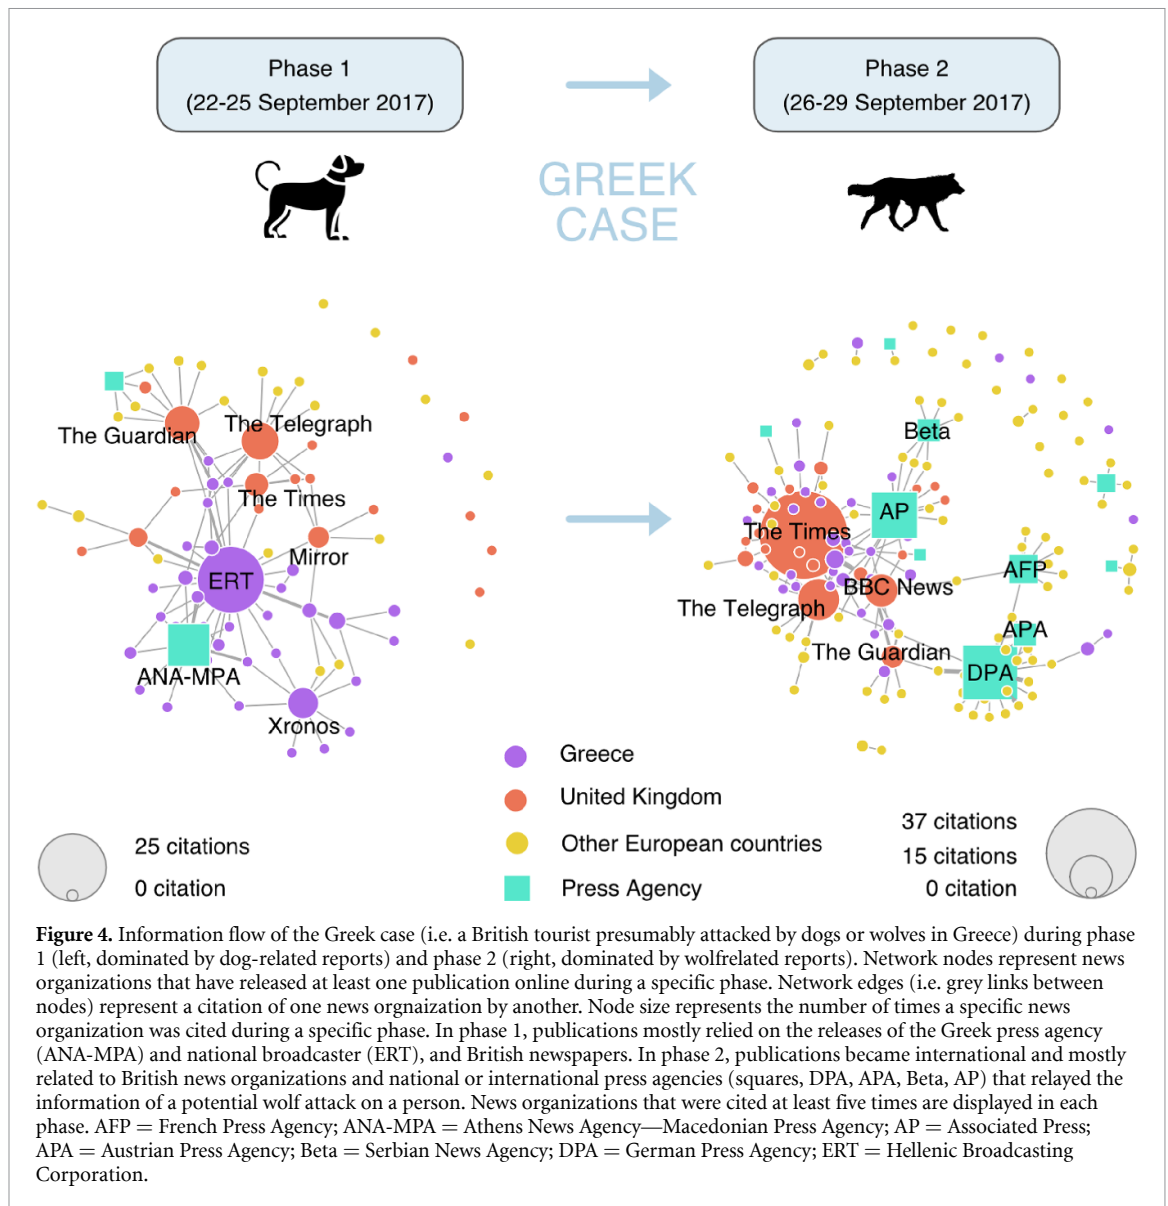 Phase 1
(22-25 September 2017)
Phase 2
(26-29 September 2017)
GREEK
CASE
The Guardian
The Telegraph
The Times
Mirror
ERT
ANA-MPA
Xronos
Beta
AP
The Times
AFP
BBC News
The Telegraph
APA
The Guardian
DPA
Greece
United Kingdom
Other European countries
Press Agency
25 citations
0 citation
37 citations
15 citations
0 citation
Figure 4. Information flow of the Greek case (i.e. a British tourist presumably attacked by dogs or wolves in Greece) during phase
1 (left, dominated by dog-related reports) and phase 2 (right, dominated by wolfrelated reports). Network nodes represent news
organizations that have released at least one publication online during a specific phase. Network edges (i.e. grey links between
nodes) represent a citation of one news orgnaization by another. Node size represents the number of times a specific news
organization was cited during a specific phase. In phase 1, publications mostly relied on the releases of the Greek press agency
(ANA-MPA) and national broadcaster (ERT), and British newspapers. In phase 2, publications became international and mostly
related to British news organizations and national or international press agencies (squares, DPA, APA, Beta, AP) that relayed the
information of a potential wolf attack on a person. News organizations that were cited at least five times are displayed in each
phase. AFP = French Press Agency; ANA-MPA = Athens News Agency—Macedonian Press Agency; AP = Associated Press;
APA = Austrian Press Agency; Beta = Serbian News Agency; DPA = German Press Agency; ERT = Hellenic Broadcasting
Corporation.